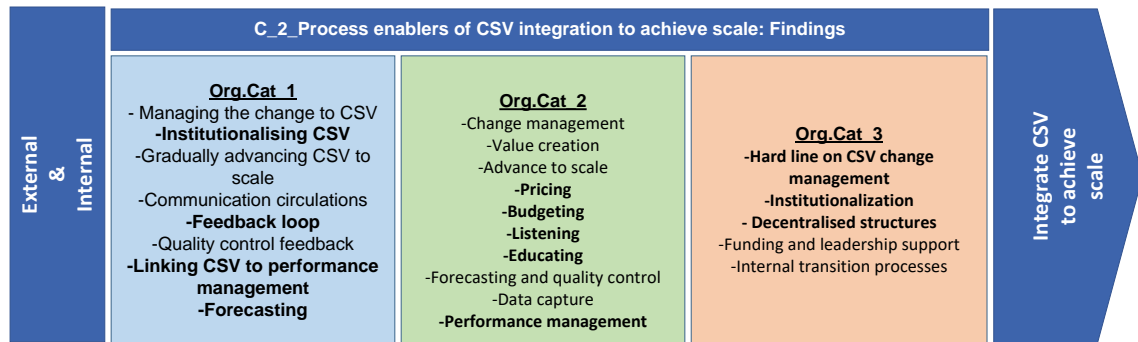 C_2_Process enablers of CSV integration to achieve scale: Findings
External
&
Internal
Org.Cat_1
- Managing the change to CSV
-Institutionalising CSV
-Gradually advancing CSV to
scale
-Communication circulations
-Feedback loop
-Quality control feedback
-Linking CSV to performance
management
-Forecasting
Org.Cat_2
-Change management
-Value creation
-Advance to scale
-Pricing
-Budgeting
-Listening
-Educating
-Forecasting and quality control
-Data capture
-Performance management
Org.Cat_3
-Hard line on CSV change
management
-Institutionalization
- Decentralised structures
-Funding and leadership support
-Internal transition processes
Integrate CSV
to achieve
scale